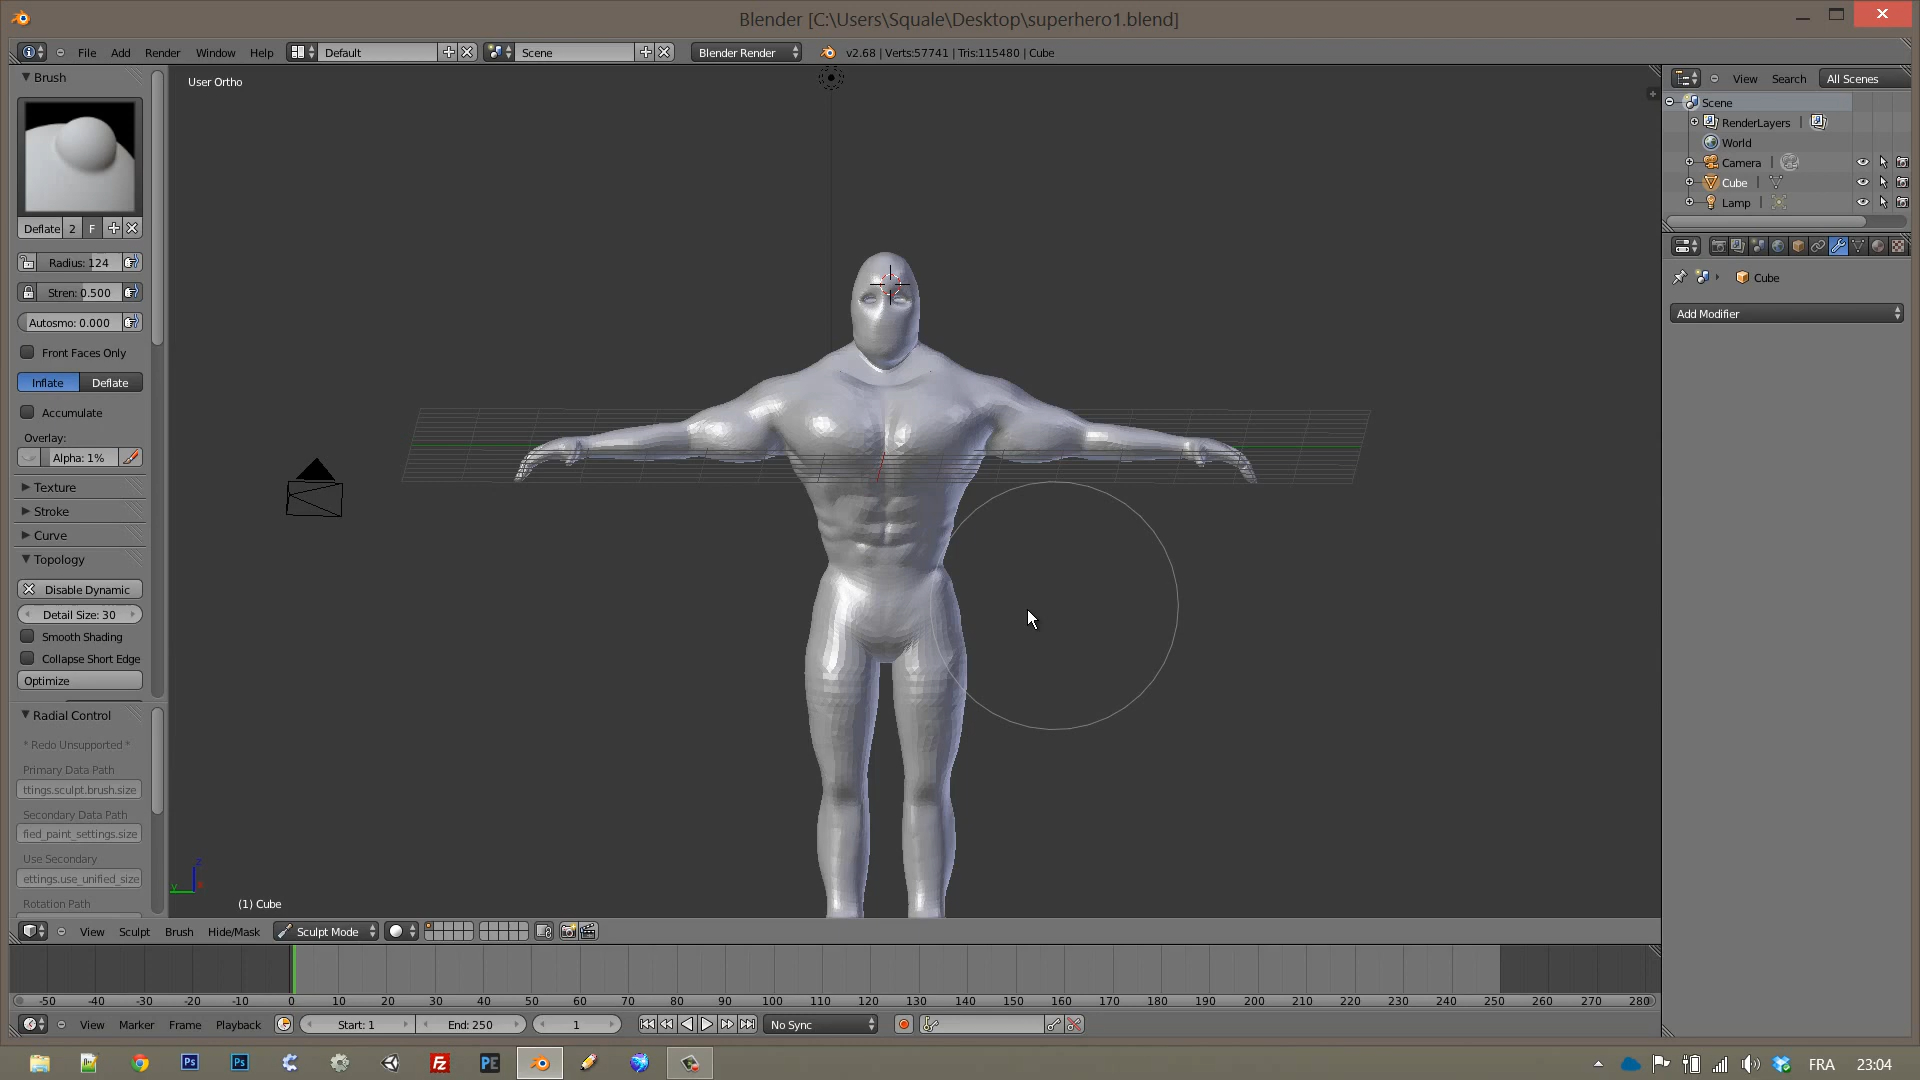 Blender [C:\Users\Squale\Desktop\superhero1.blend]
File Add Render Window Help Default Scene Blender Render v2.68 | Verts:57741 | Tris:115480 | Cube
Brush
Deflate 2 F
Radius: 124
Stren: 0.500
Autosmo: 0.000
Front Faces Only
Inflate Deflate
Accumulate
Overlay:
Alpha: 1%
Texture
Stroke
Curve
Topology
Disable Dynamic
Detail Size: 30
Smooth Shading
Collapse Short Edge
Optimize
Radial Control
* Redo Unsupported *
Primary Data Path
ttings.sculpt.brush.size
Secondary Data Path
fied_paint_settings.size
Use Secondary
ettings.use_unified_size
Rotation Path
User Ortho
z
y
(1) Cube
View Search All Scenes
Scene
RenderLayers
World
Camera
Cube
Lamp
Cube
Add Modifier
View Sculpt Brush Hide/Mask Sculpt Mode
-50 -40 -30 -20 -10 0 10 20 30 40 50 60 70 80 90 100 110 120 130 140 150 160 170 180 190 200 210 220 230 240 250 260 270 280
View Marker Frame Playback Start: 1 End: 250 1 No Sync
Ps Ps Fz PE FRA 23:04